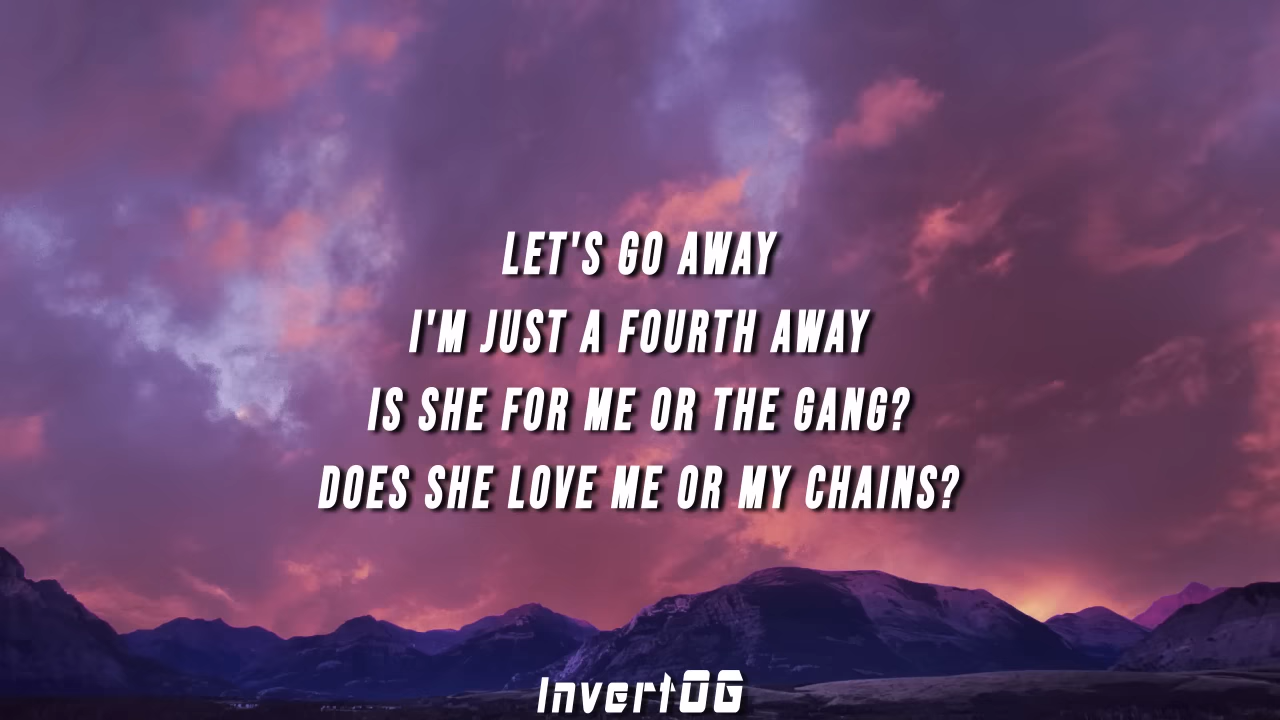 LET'S GO AWAY
I'M JUST A FOURTH AWAY
IS SHE FOR ME OR THE GANG?
DOES SHE LOVE ME OR MY CHAINS?
InvertOG